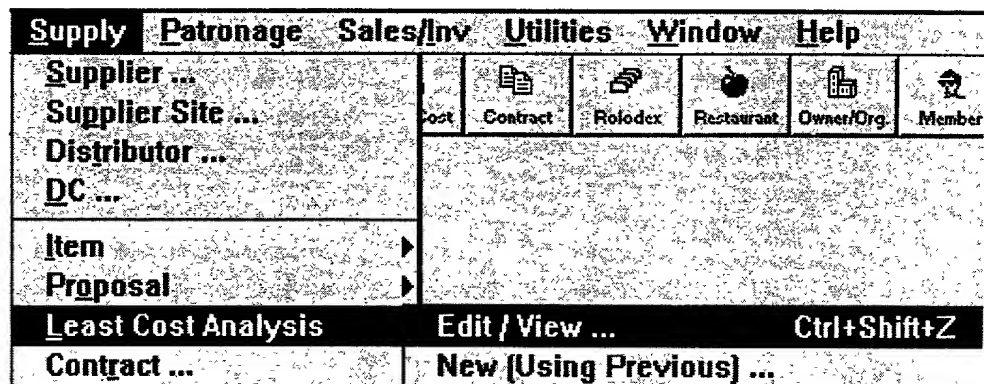 Supply Patronage Sales/Inv Utilities Window Help
Supplier ...
Supplier Site ...
Cost Contract Rolodex Restaurant Owner/Org. Member
Distributor ...
DC ...
Item
Proposal
Least Cost Analysis Edit / View ... Ctrl+Shift+Z
Contract ... New (Using Previous) ...